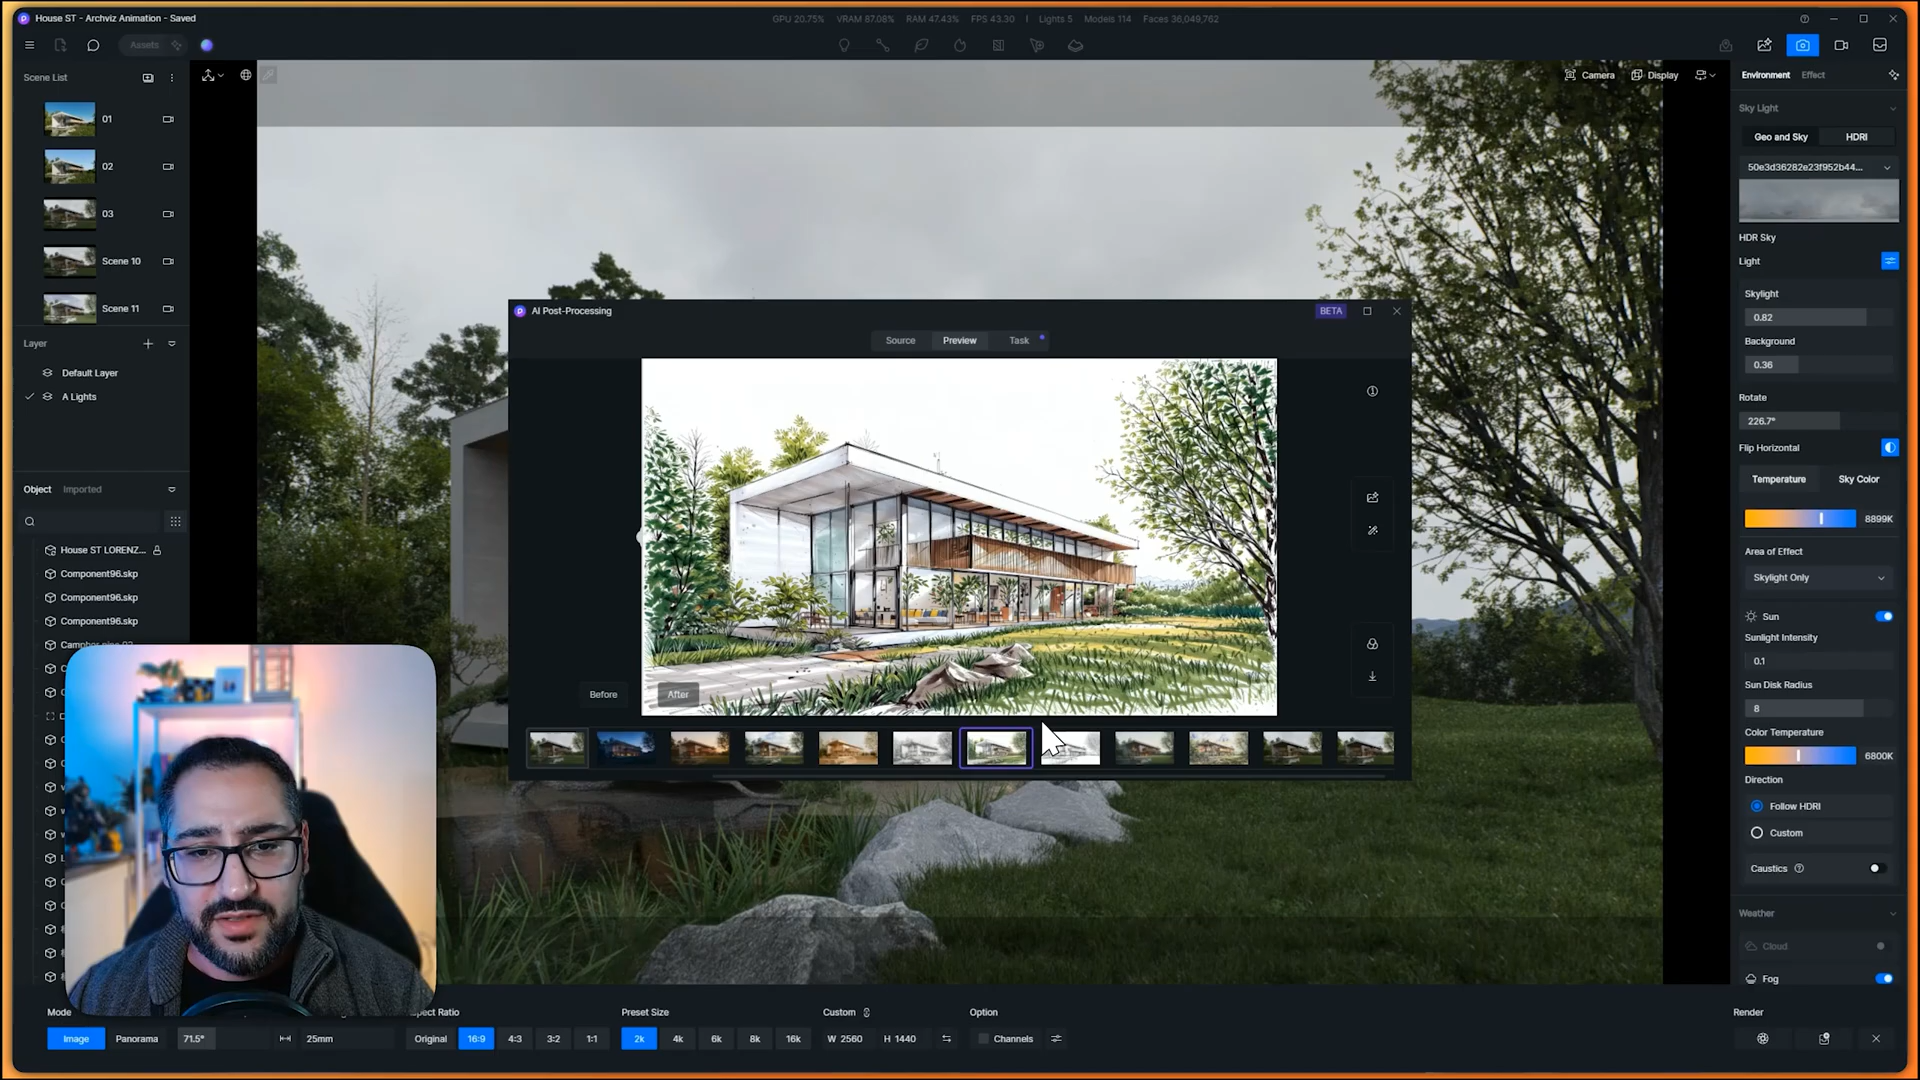 House ST - Archviz Animation - Saved
GPU 20.75% VRAM 87.08% RAM 47.43% FPS 43.30 | Lights 5 Models 114 Faces 36,049,762
Assets
Scene List
01
02
03
Scene 10
Scene 11
Layer
Default Layer
A Lights
Object Imported
House ST LORENZ...
Component96.skp
Component96.skp
Component96.skp
Camera Display
AI Post-Processing
BETA
Source Preview Task
Before
After
Environment Effect
Sky Light
Geo and Sky HDRI
50e3d36282e23f952b44...
HDR Sky
Light
Skylight
0.82
Background
0.36
Rotate
226.7°
Flip Horizontal
Temperature Sky Color
8899K
Area of Effect
Skylight Only
Sun
Sunlight Intensity
0.1
Sun Disk Radius
8
Color Temperature
6800K
Direction
Follow HDRI
Custom
Caustics
Weather
Cloud
Fog
Mode
Image Panorama 71.5° 25mm
pect Ratio
Original 16:9 4:3 3:2 1:1
Preset Size
2k 4k 6k 8k 16k
Custom
W 2560 H 1440
Option
Channels
Render